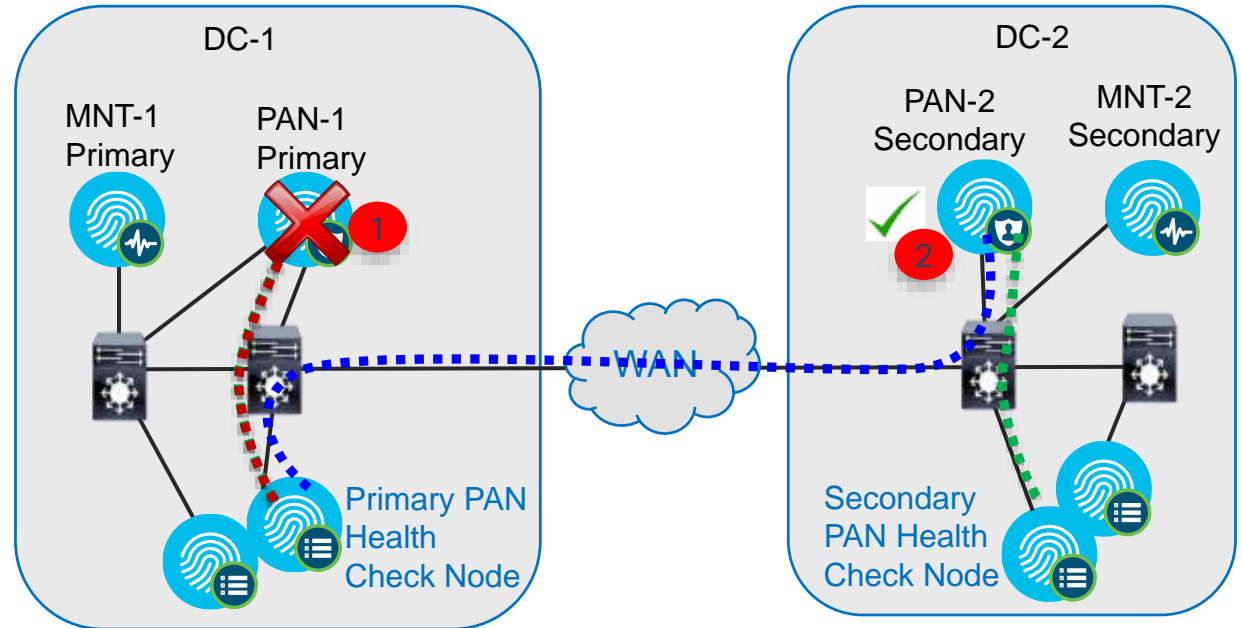 DC-1
MNT-1
Primary
PAN-1
Primary
1
Primary PAN
Health
Check Node
WAN
DC-2
PAN-2
Secondary
MNT-2
Secondary
2
Secondary
PAN Health
Check Node